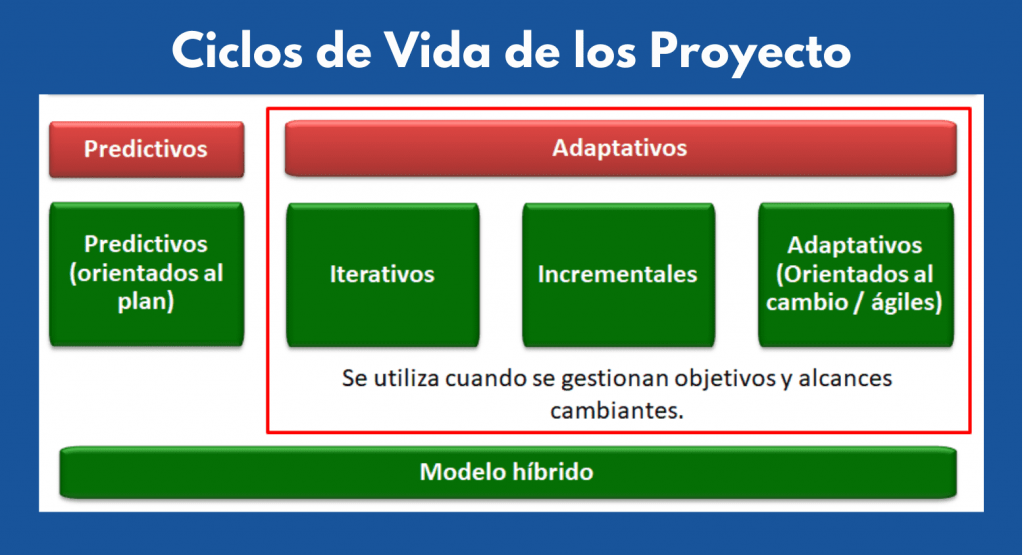 Ciclos de Vida de los Proyecto
Predictivos
Adaptativos
Predictivos
(orientados al
plan)
Iterativos
Incrementales
Adaptativos
(Orientados al
cambio / ágiles)
Se utiliza cuando se gestionan objetivos y alcances
cambiantes.
Modelo híbrido